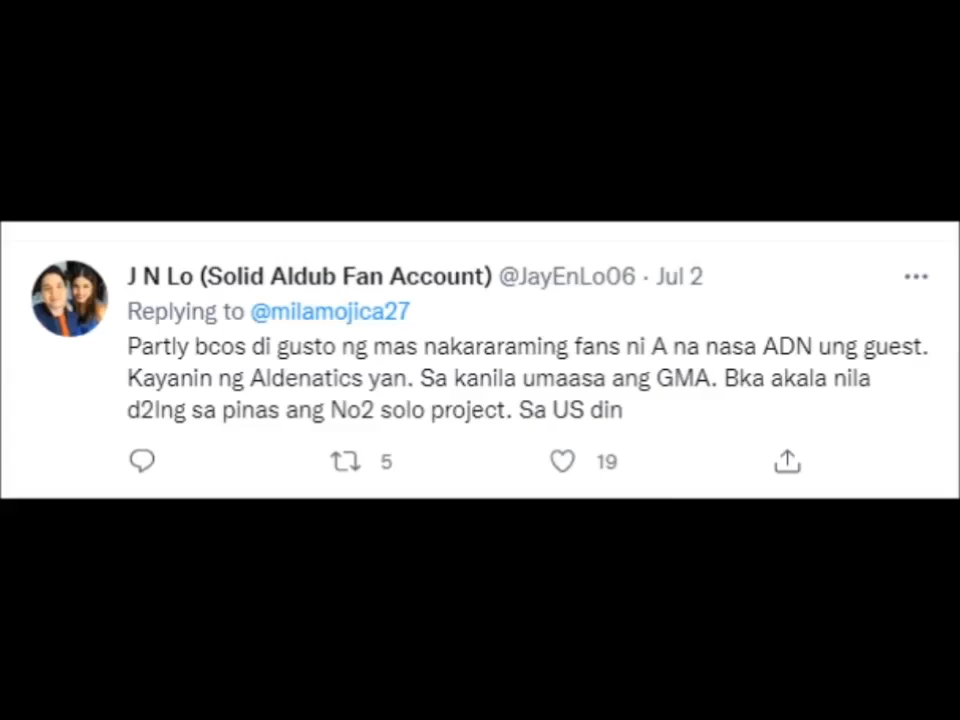 J N Lo (Solid Aldub Fan Account) @JayEnLo06 · Jul 2
Replying to @milamojica27
Partly bcos di gusto ng mas nakararaming fans ni A na nasa ADN ung guest.
Kayanin ng Aldenatics yan. Sa kanila umaasa ang GMA. Bka akala nila
d2lng sa pinas ang No2 solo project. Sa US din
5 19